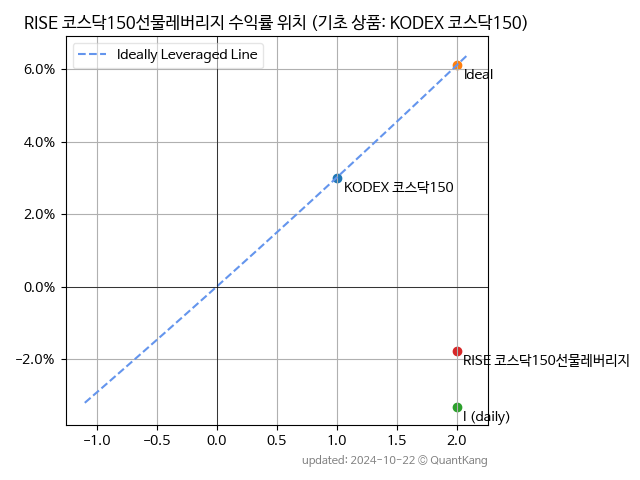 RISE 코스닥150선물레버리지 수익률 위치 (기초 상품: KODEX 코스닥150)
Ideally Leveraged Line
6.0%
4.0%
2.0%
0.0%
−2.0%
Ideal
KODEX 코스닥150
RISE 코스닥150선물레버리지
l (daily)
−1.0 −0.5 0.0 0.5 1.0 1.5 2.0
updated: 2024-10-22 © QuantKang